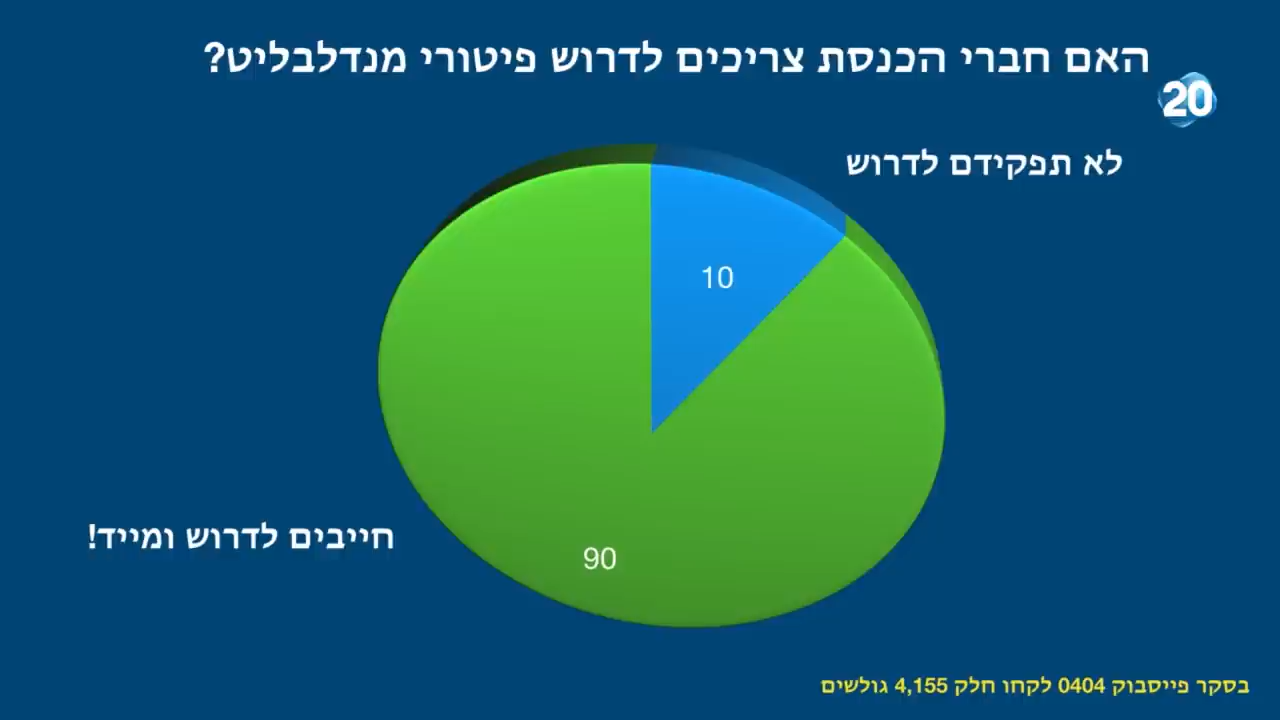 האם חברי הכנסת צריכים לדרוש פיטורי מנדלבליט?
20
לא תפקידם לדרוש
10
חייבים לדרוש ומייד!
90
בסקר פייסבוק 0404 לקחו חלק 4,155 גולשים